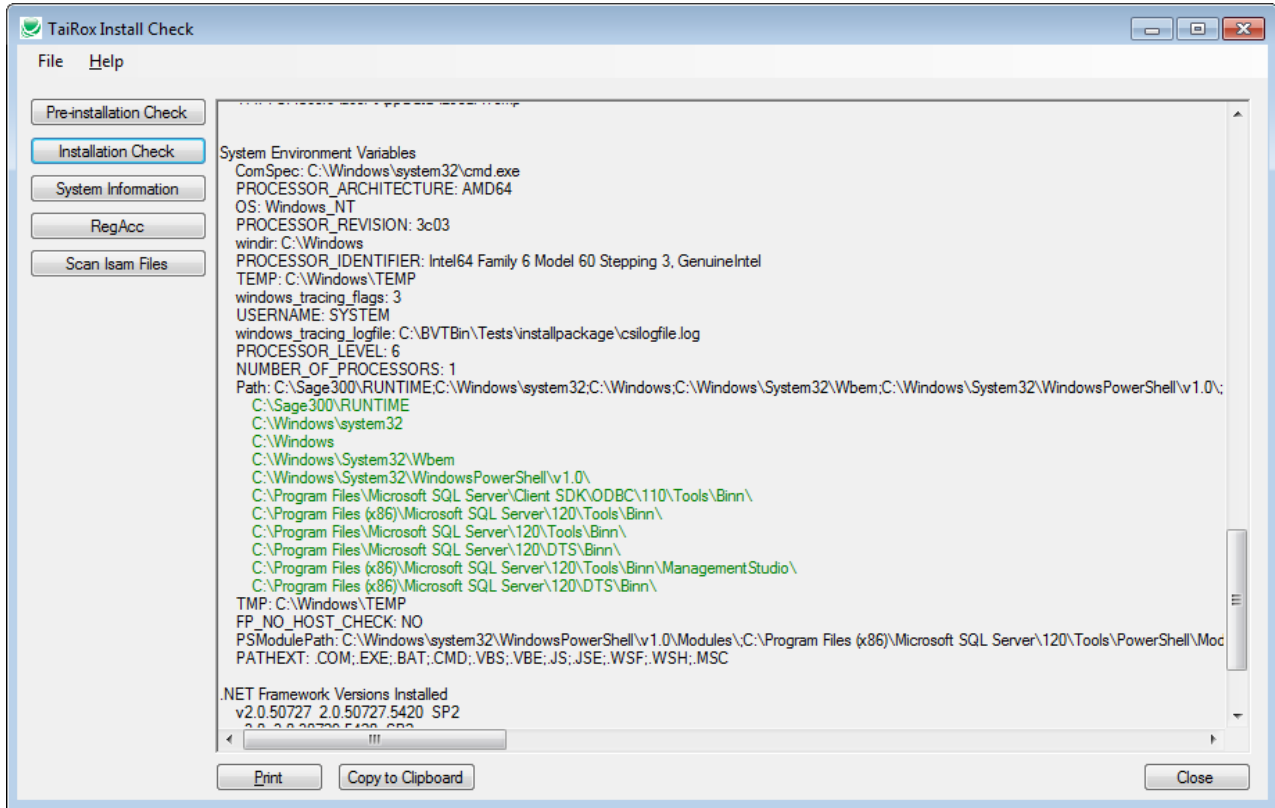 TaiRox Install Check
File Help
Pre-installation Check
Installation Check
System Information
RegAcc
Scan Isam Files
System Environment Variables
ComSpec: C:\Windows\system32\cmd.exe
PROCESSOR_ARCHITECTURE: AMD64
OS: Windows_NT
PROCESSOR_REVISION: 3c03
windir: C:\Windows
PROCESSOR_IDENTIFIER: Intel64 Family 6 Model 60 Stepping 3, GenuineIntel
TEMP: C:\Windows\TEMP
windows_tracing_flags: 3
USERNAME: SYSTEM
windows_tracing_logfile: C:\BVTBin\Tests\installpackage\csilogfile.log
PROCESSOR_LEVEL: 6
NUMBER_OF_PROCESSORS: 1
Path: C:\Sage300\RUNTIME;C:\Windows\system32;C:\Windows;C:\Windows\System32\Wbem;C:\Windows\System32\WindowsPowerShell\v1.0\;
C:\Sage300\RUNTIME
C:\Windows\system32
C:\Windows
C:\Windows\System32\Wbem
C:\Windows\System32\WindowsPowerShell\v1.0\
C:\Program Files\Microsoft SQL Server\Client SDK\ODBC\110\Tools\Binn\
C:\Program Files (x86)\Microsoft SQL Server\120\Tools\Binn\
C:\Program Files\Microsoft SQL Server\120\Tools\Binn\
C:\Program Files\Microsoft SQL Server\120\DTS\Binn\
C:\Program Files (x86)\Microsoft SQL Server\120\Tools\Binn\ManagementStudio\
C:\Program Files (x86)\Microsoft SQL Server\120\DTS\Binn\
TMP: C:\Windows\TEMP
FP_NO_HOST_CHECK: NO
PSModulePath: C:\Windows\system32\WindowsPowerShell\v1.0\Modules\;C:\Program Files (x86)\Microsoft SQL Server\120\Tools\PowerShell\Mod
PATHEXT: .COM;.EXE;.BAT;.CMD;.VBS;.VBE;.JS;.JSE;.WSF;.WSH;.MSC
.NET Framework Versions Installed
v2.0.50727 2.0.50727.5420 SP2
Print Copy to Clipboard Close